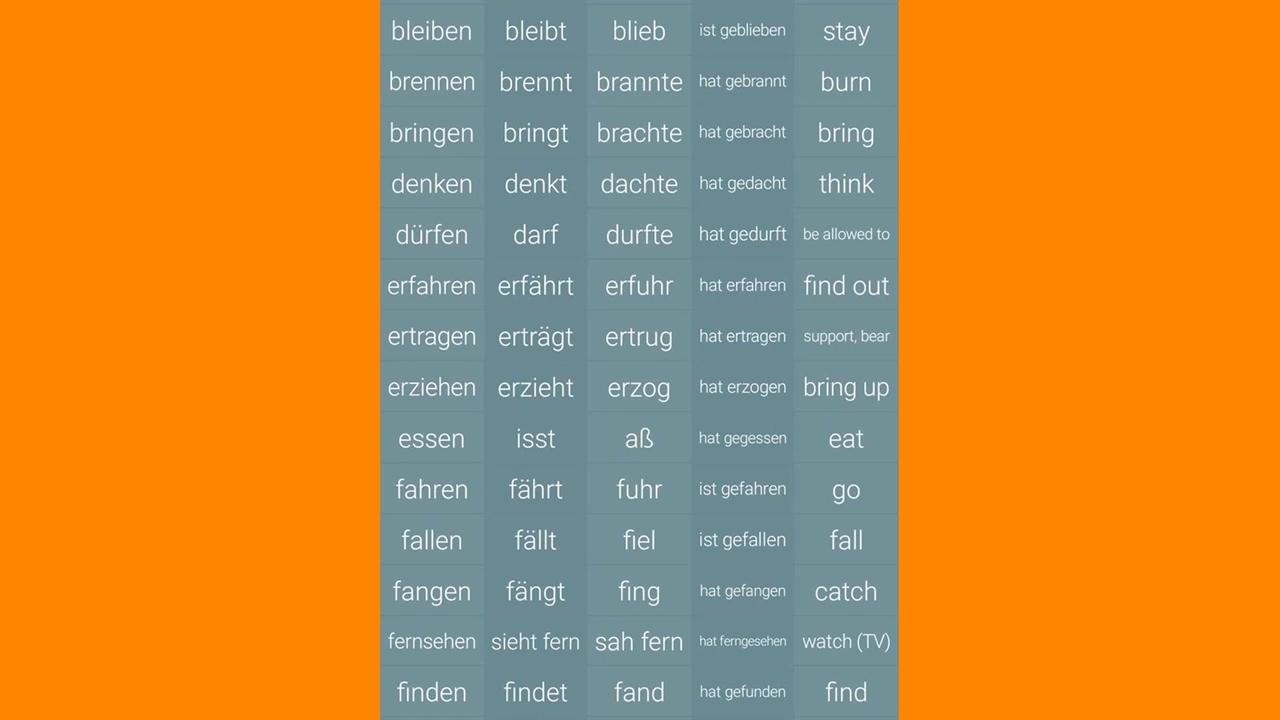 bleiben bleibt blieb ist geblieben stay
brennen brennt brannte hat gebrannt burn
bringen bringt brachte hat gebracht bring
denken denkt dachte hat gedacht think
dürfen darf durfte hat gedurft be allowed to
erfahren erfährt erfuhr hat erfahren find out
ertragen erträgt ertrug hat ertragen support, bear
erziehen erzieht erzog hat erzogen bring up
essen isst aß hat gegessen eat
fahren fährt fuhr ist gefahren go
fallen fällt fiel ist gefallen fall
fangen fängt fing hat gefangen catch
fernsehen sieht fern sah fern hat ferngesehen watch (TV)
finden findet fand hat gefunden find